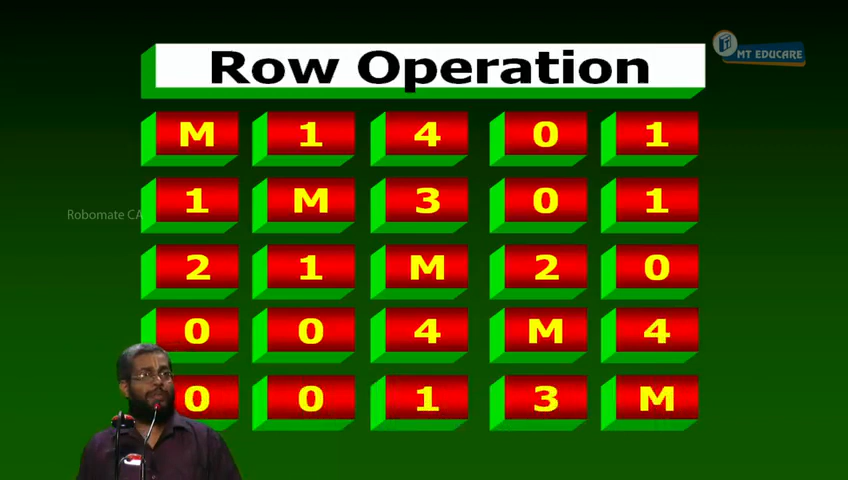 MT EDUCARE
Row Operation
M 1 4 0 1
1 M 3 0 1
Robomate CA
2 1 M 2 0
0 0 4 M 4
0 0 1 3 M